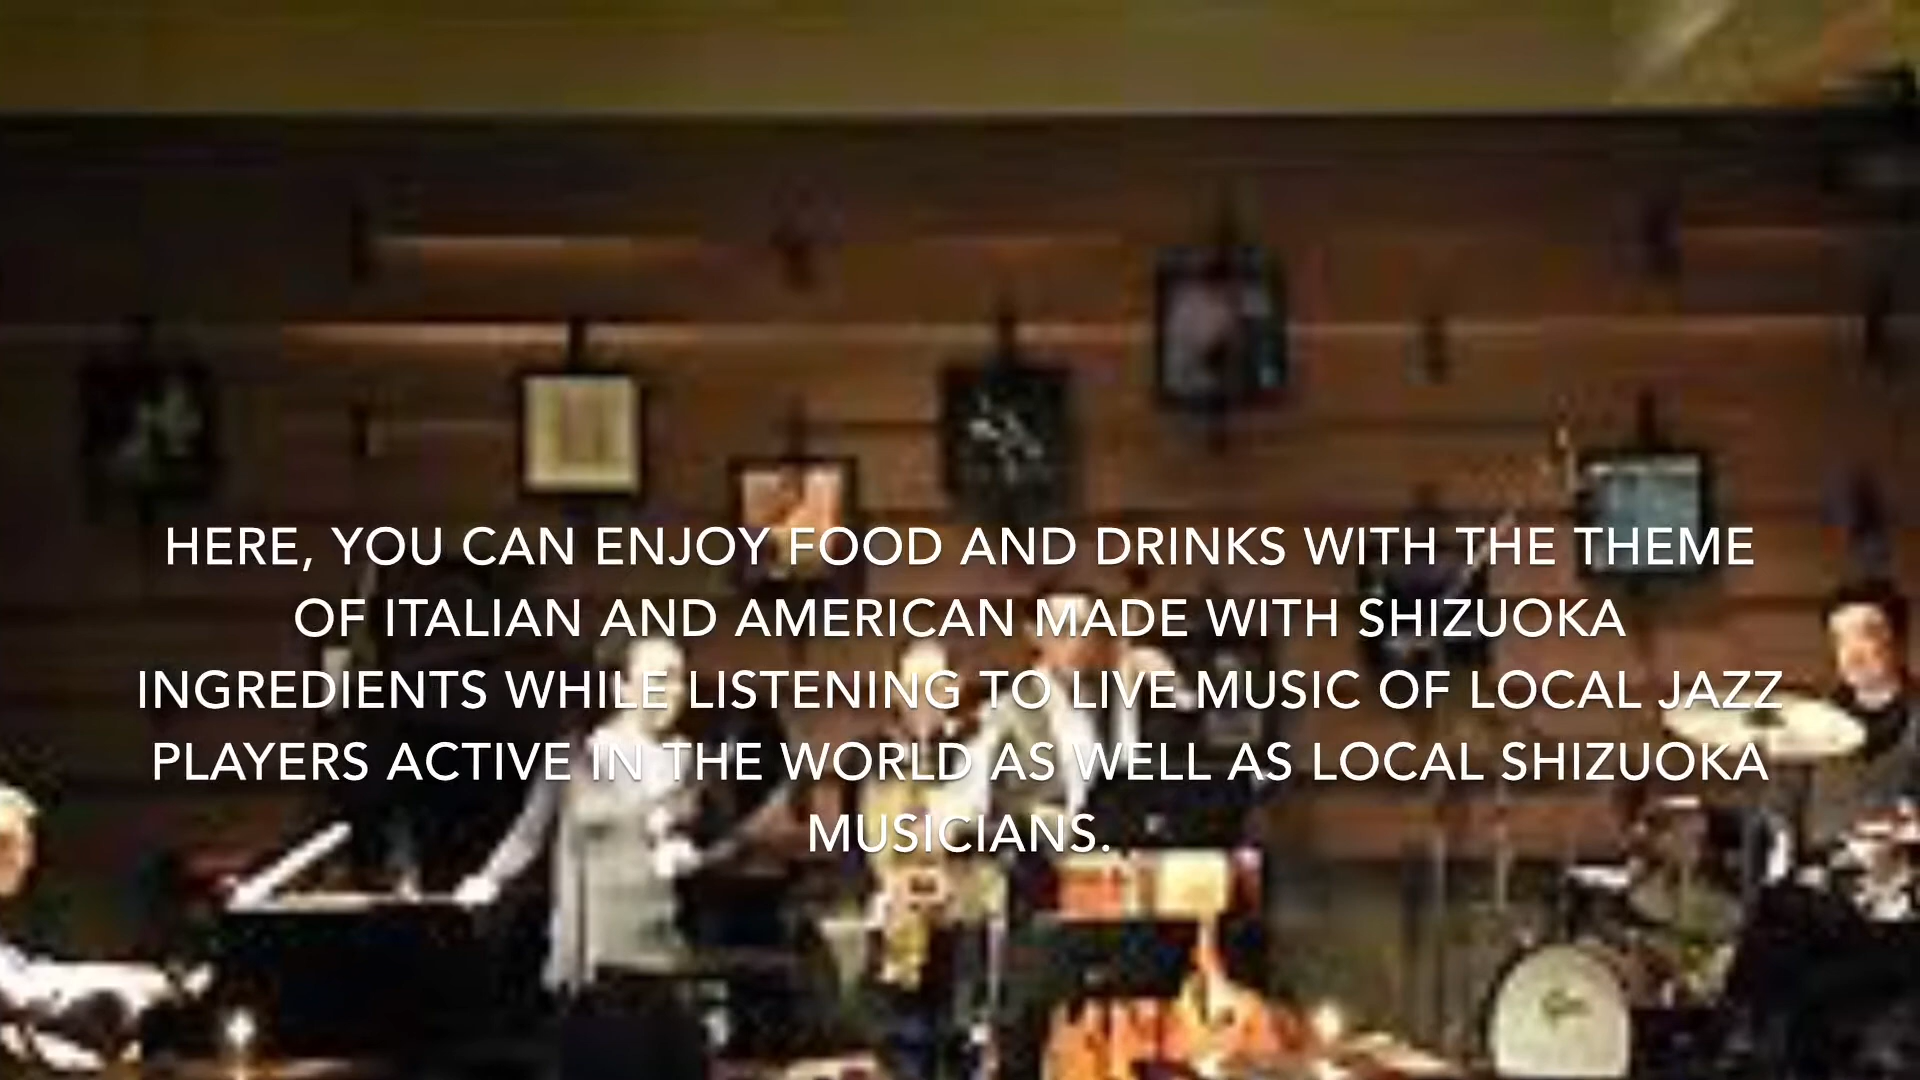 HERE, YOU CAN ENJOY FOOD AND DRINKS WITH THE THEME
OF ITALIAN AND AMERICAN MADE WITH SHIZUOKA
INGREDIENTS WHILE LISTENING TO LIVE MUSIC OF LOCAL JAZZ
PLAYERS ACTIVE IN THE WORLD AS WELL AS LOCAL SHIZUOKA
MUSICIANS.